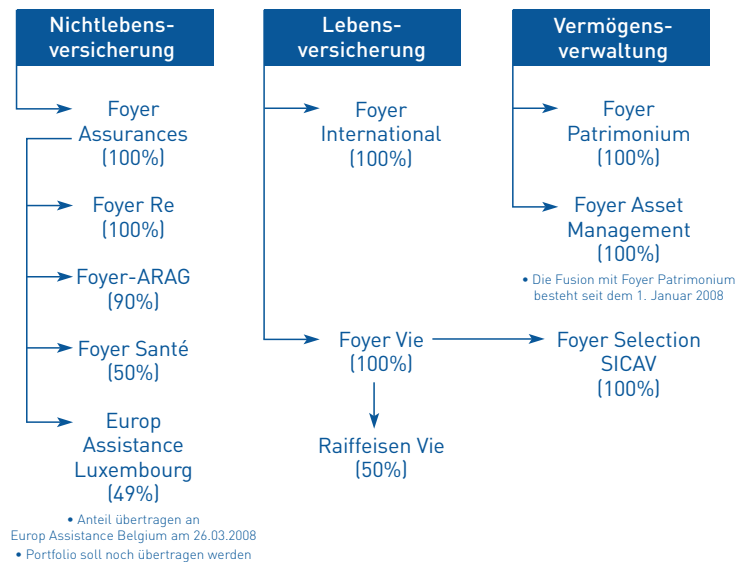 Nichtlebens-
versicherung
Foyer
Assurances
(100%)
Foyer Re
(100%)
Foyer-ARAG
(90%)
Foyer Santé
(50%)
Europ
Assistance
Luxembourg
(49%)
• Anteil übertragen an
Europ Assistance Belgium am 26.03.2008
• Portfolio soll noch übertragen werden
Lebens-
versicherung
Foyer
International
(100%)
Foyer Vie
(100%)
Raiffeisen Vie
(50%)
Vermögens-
verwaltung
Foyer
Patrimonium
(100%)
Foyer Asset
Management
(100%)
• Die Fusion mit Foyer Patrimonium
besteht seit dem 1. Januar 2008
Foyer Selection
SICAV
(100%)